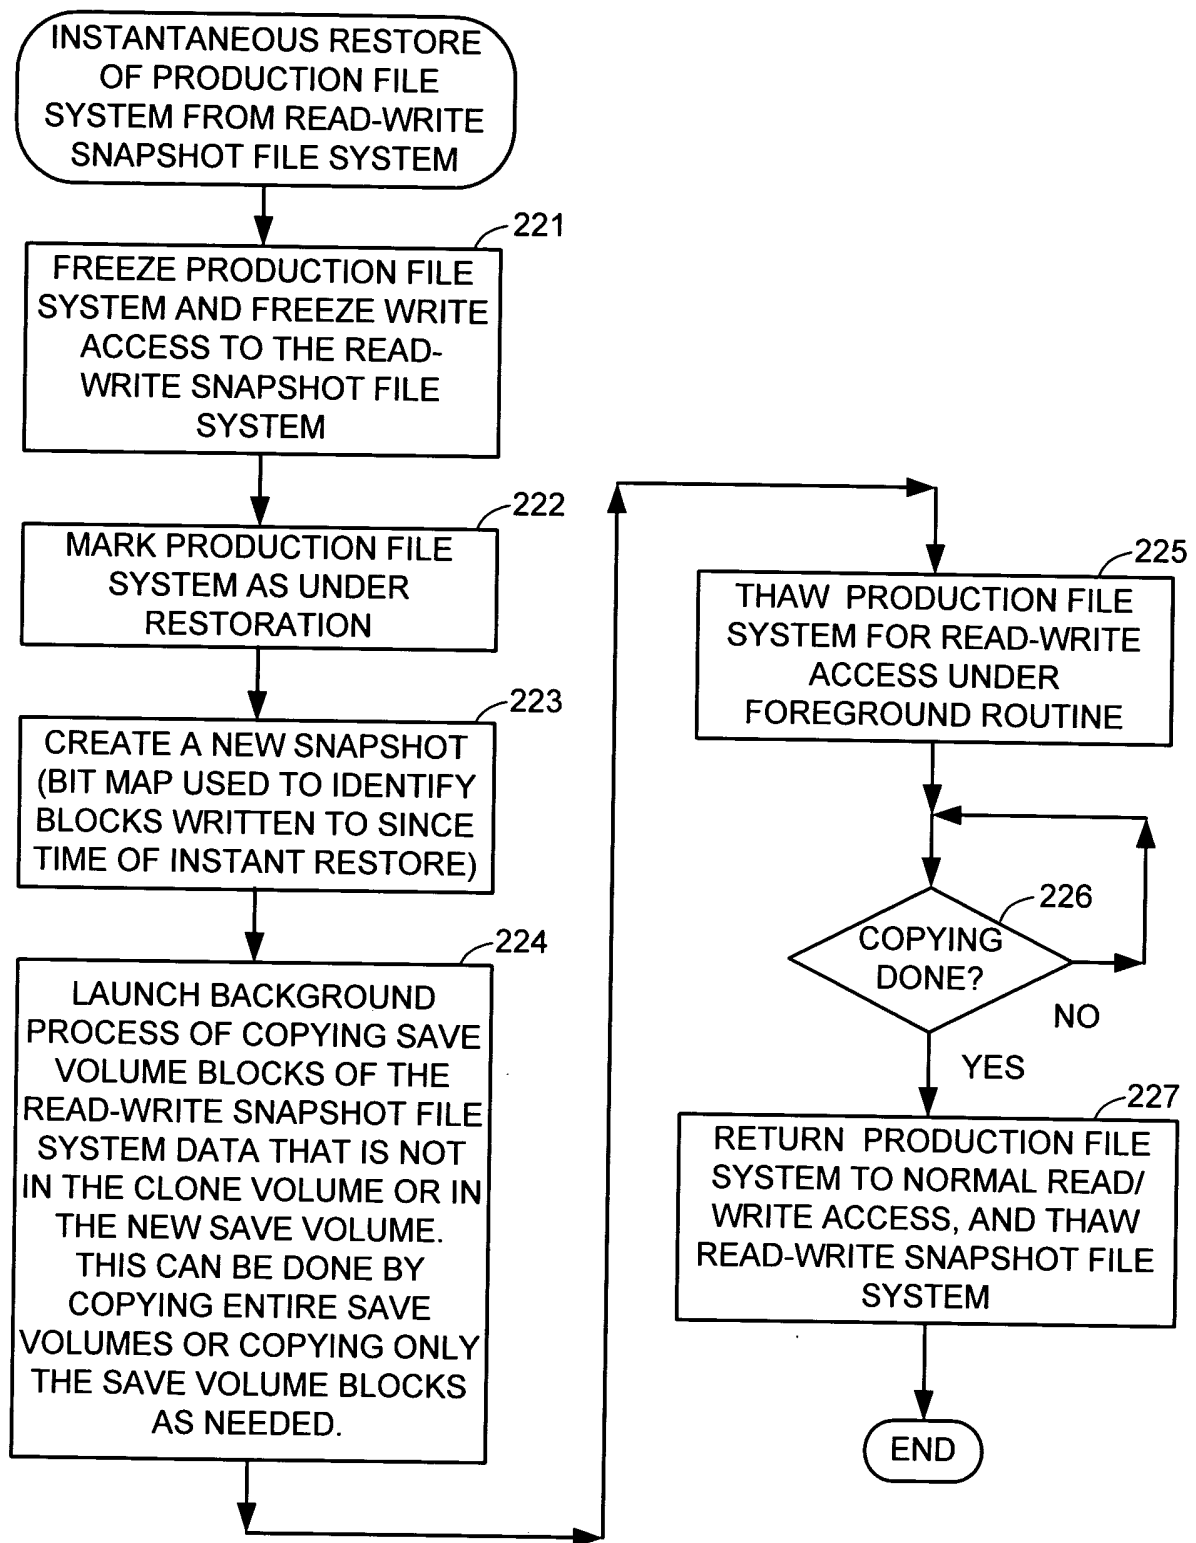 INSTANTANEOUS RESTORE
OF PRODUCTION FILE
SYSTEM FROM READ-WRITE
SNAPSHOT FILE SYSTEM
221
FREEZE PRODUCTION FILE
SYSTEM AND FREEZE WRITE
ACCESS TO THE READ-
WRITE SNAPSHOT FILE
SYSTEM
222
MARK PRODUCTION FILE
SYSTEM AS UNDER
RESTORATION
223
CREATE A NEW SNAPSHOT
(BIT MAP USED TO IDENTIFY
BLOCKS WRITTEN TO SINCE
TIME OF INSTANT RESTORE)
224
LAUNCH BACKGROUND
PROCESS OF COPYING SAVE
VOLUME BLOCKS OF THE
READ-WRITE SNAPSHOT FILE
SYSTEM DATA THAT IS NOT
IN THE CLONE VOLUME OR IN
THE NEW SAVE VOLUME.
THIS CAN BE DONE BY
COPYING ENTIRE SAVE
VOLUMES OR COPYING ONLY
THE SAVE VOLUME BLOCKS
AS NEEDED.
225
THAW PRODUCTION FILE
SYSTEM FOR READ-WRITE
ACCESS UNDER
FOREGROUND ROUTINE
226
COPYING
DONE?
NO
YES
227
RETURN PRODUCTION FILE
SYSTEM TO NORMAL READ/
WRITE ACCESS, AND THAW
READ-WRITE SNAPSHOT FILE
SYSTEM
END